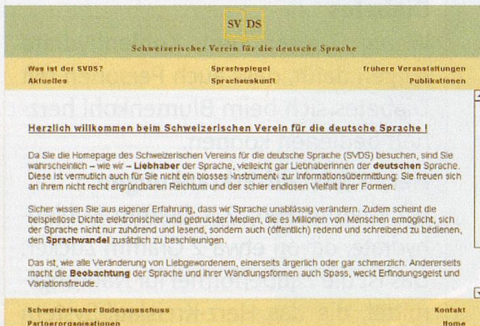 SV DS
Schweizerischer Verein für die deutsche Sprache
Was ist der SVDS? Sprachspiegel frühere Veranstaltungen
Aktuelles Sprachauskunft Publikationen
Herzlich willkommen beim Schweizerischen Verein für die deutsche Sprache !
Da Sie die Homepage des Schweizerischen Vereins für die deutsche Sprache (SVDS) besuchen, sind Sie
wahrscheinlich – wie wir – Liebhaber der Sprache, vielleicht gar Liebhaberinnen der deutschen Sprache.
Diese ist vermutlich auch für Sie nicht ein blosses ›Instrument‹ zur Informationsübermittlung: Sie freuen sich
an ihrem nicht recht ergründbaren Reichtum und der schier endlosen Vielfalt ihrer Formen.
Sicher wissen Sie aus eigener Erfahrung, dass wir Sprache unablässig verändern. Zudem scheint die
beispiellose Dichte elektronischer und gedruckter Medien, die es Millionen von Menschen ermöglicht, sich
der Sprache nicht nur zuhörend und lesend, sondern auch (öffentlich) redend und schreibend zu bedienen,
den Sprachwandel zusätzlich zu beschleunigen.
Das ist, wie alle Veränderung von Liebgewordenem, einerseits ärgerlich oder gar schmerzlich. Andererseits
macht die Beobachtung der Sprache und ihrer Wandlungsformen auch Spass, weckt Erfindungsgeist und
Variationsfreude.
Schweizerischer Dudenausschuss Kontakt
Partnerorganisationen Home